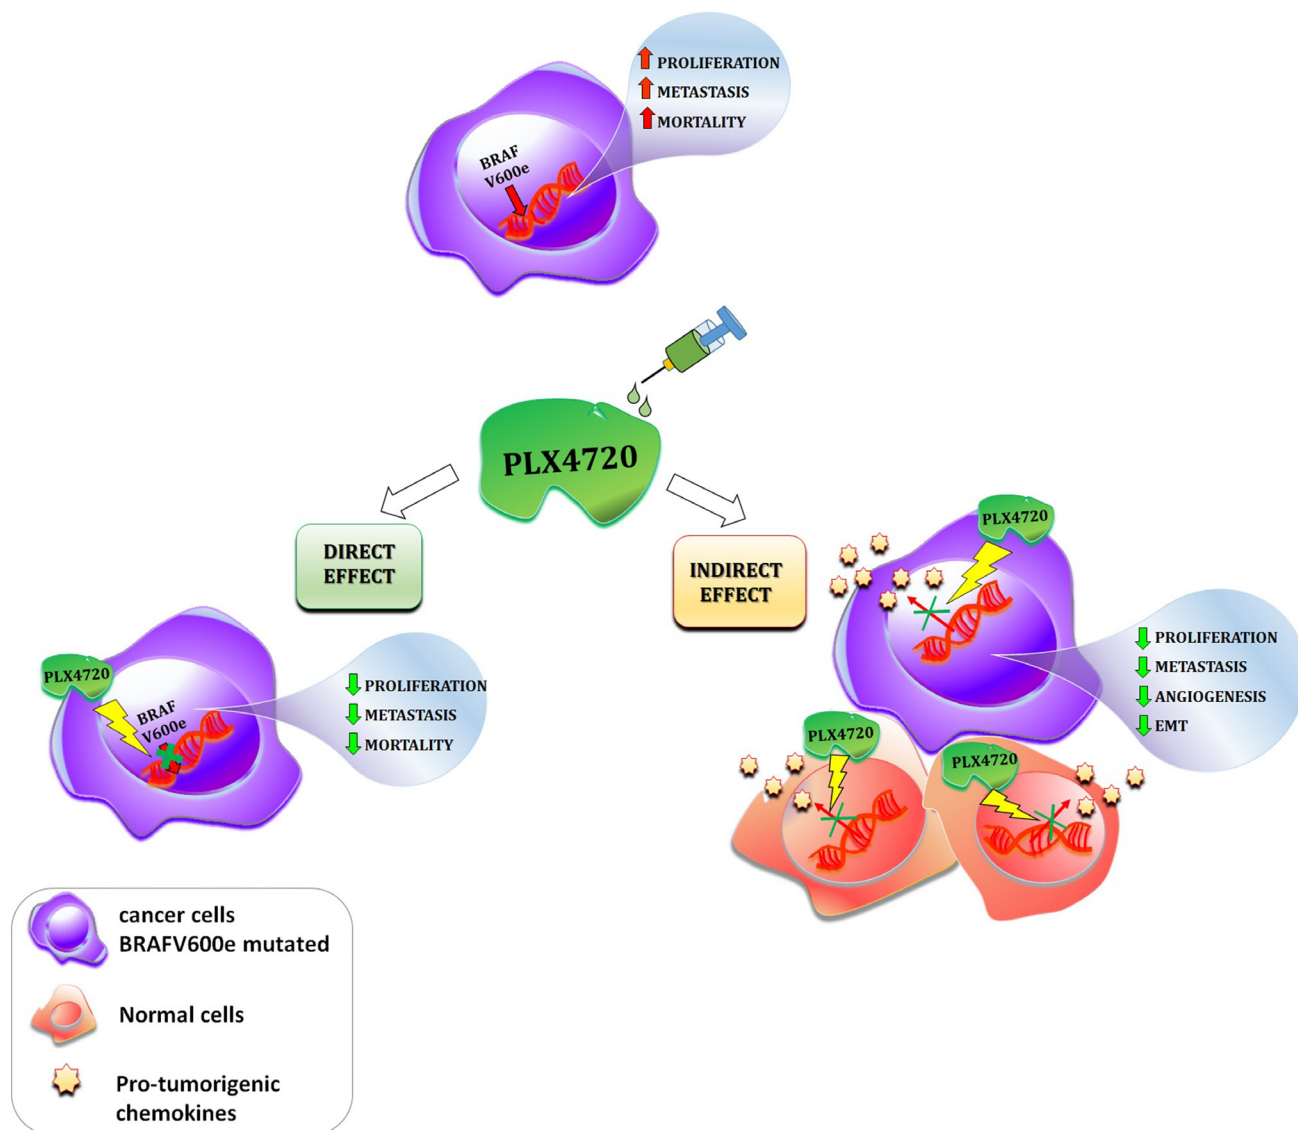 PROLIFERATION
METASTASIS
MORTALITY
BRAF
V600e
PLX4720
DIRECT
EFFECT
INDIRECT
EFFECT
PLX4720
BRAF
V600e
PROLIFERATION
METASTASIS
MORTALITY
PLX4720
PROLIFERATION
METASTASIS
ANGIOGENESIS
EMT
PLX4720
PLX4720
cancer cells
BRAFV600e mutated
Normal cells
Pro-tumorigenic
chemokines